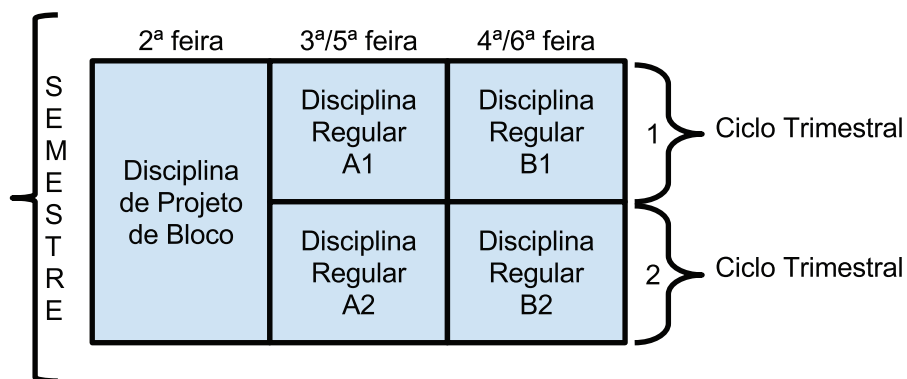 2ª feira
3ª/5ª feira
4ª/6ª feira
SEMESTRE
Disciplina
de Projeto
de Bloco
Disciplina
Regular
A1
Disciplina
Regular
B1
1
Ciclo Trimestral
Disciplina
Regular
A2
Disciplina
Regular
B2
2
Ciclo Trimestral